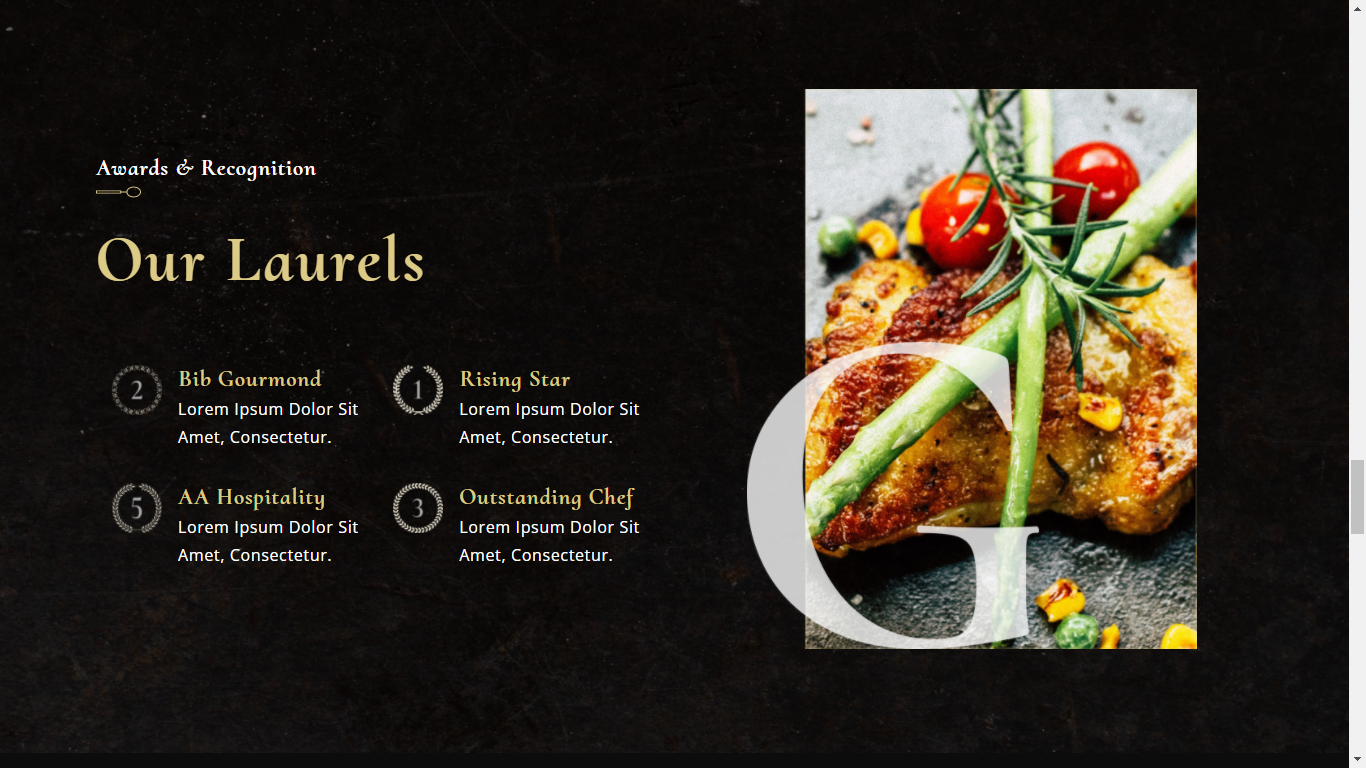 Awards & Recognition
Our Laurels
2
Bib Gourmond
Lorem Ipsum Dolor Sit
Amet, Consectetur.
1
Rising Star
Lorem Ipsum Dolor Sit
Amet, Consectetur.
5
AA Hospitality
Lorem Ipsum Dolor Sit
Amet, Consectetur.
3
Outstanding Chef
Lorem Ipsum Dolor Sit
Amet, Consectetur.
G